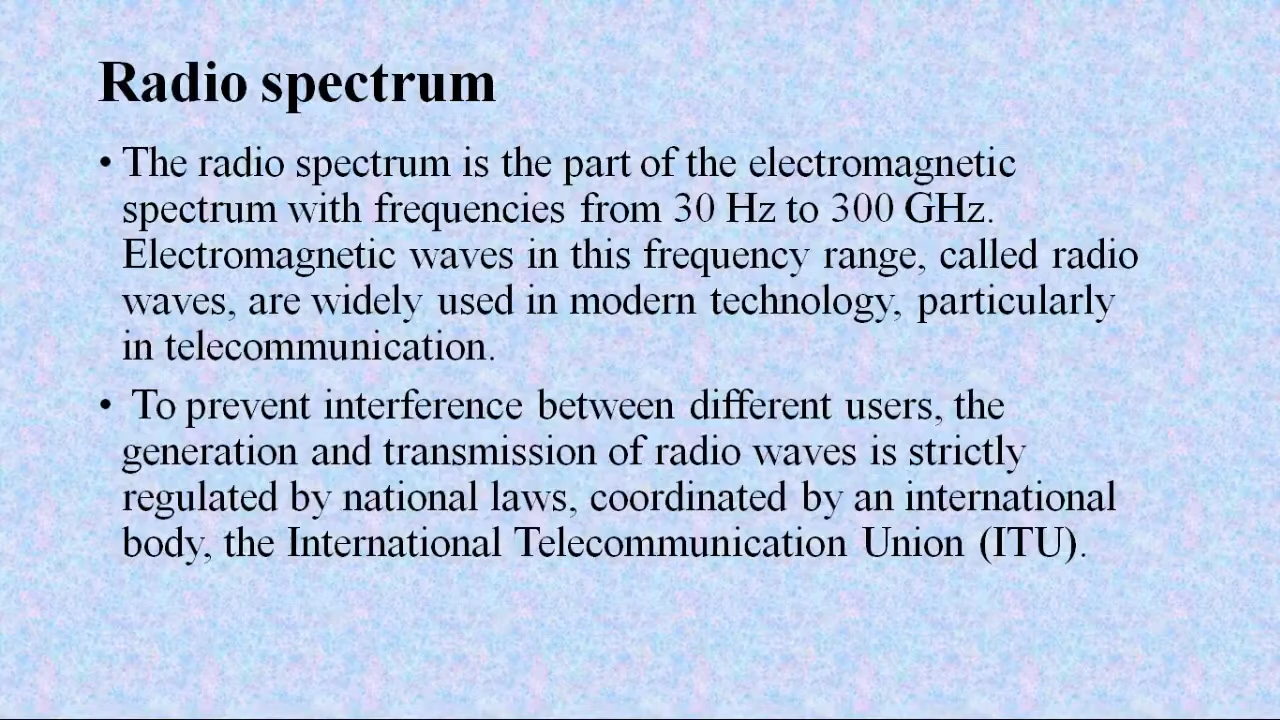 Radio spectrum
• The radio spectrum is the part of the electromagnetic
spectrum with frequencies from 30 Hz to 300 GHz.
Electromagnetic waves in this frequency range, called radio
waves, are widely used in modern technology, particularly
in telecommunication.
• To prevent interference between different users, the
generation and transmission of radio waves is strictly
regulated by national laws, coordinated by an international
body, the International Telecommunication Union (ITU).